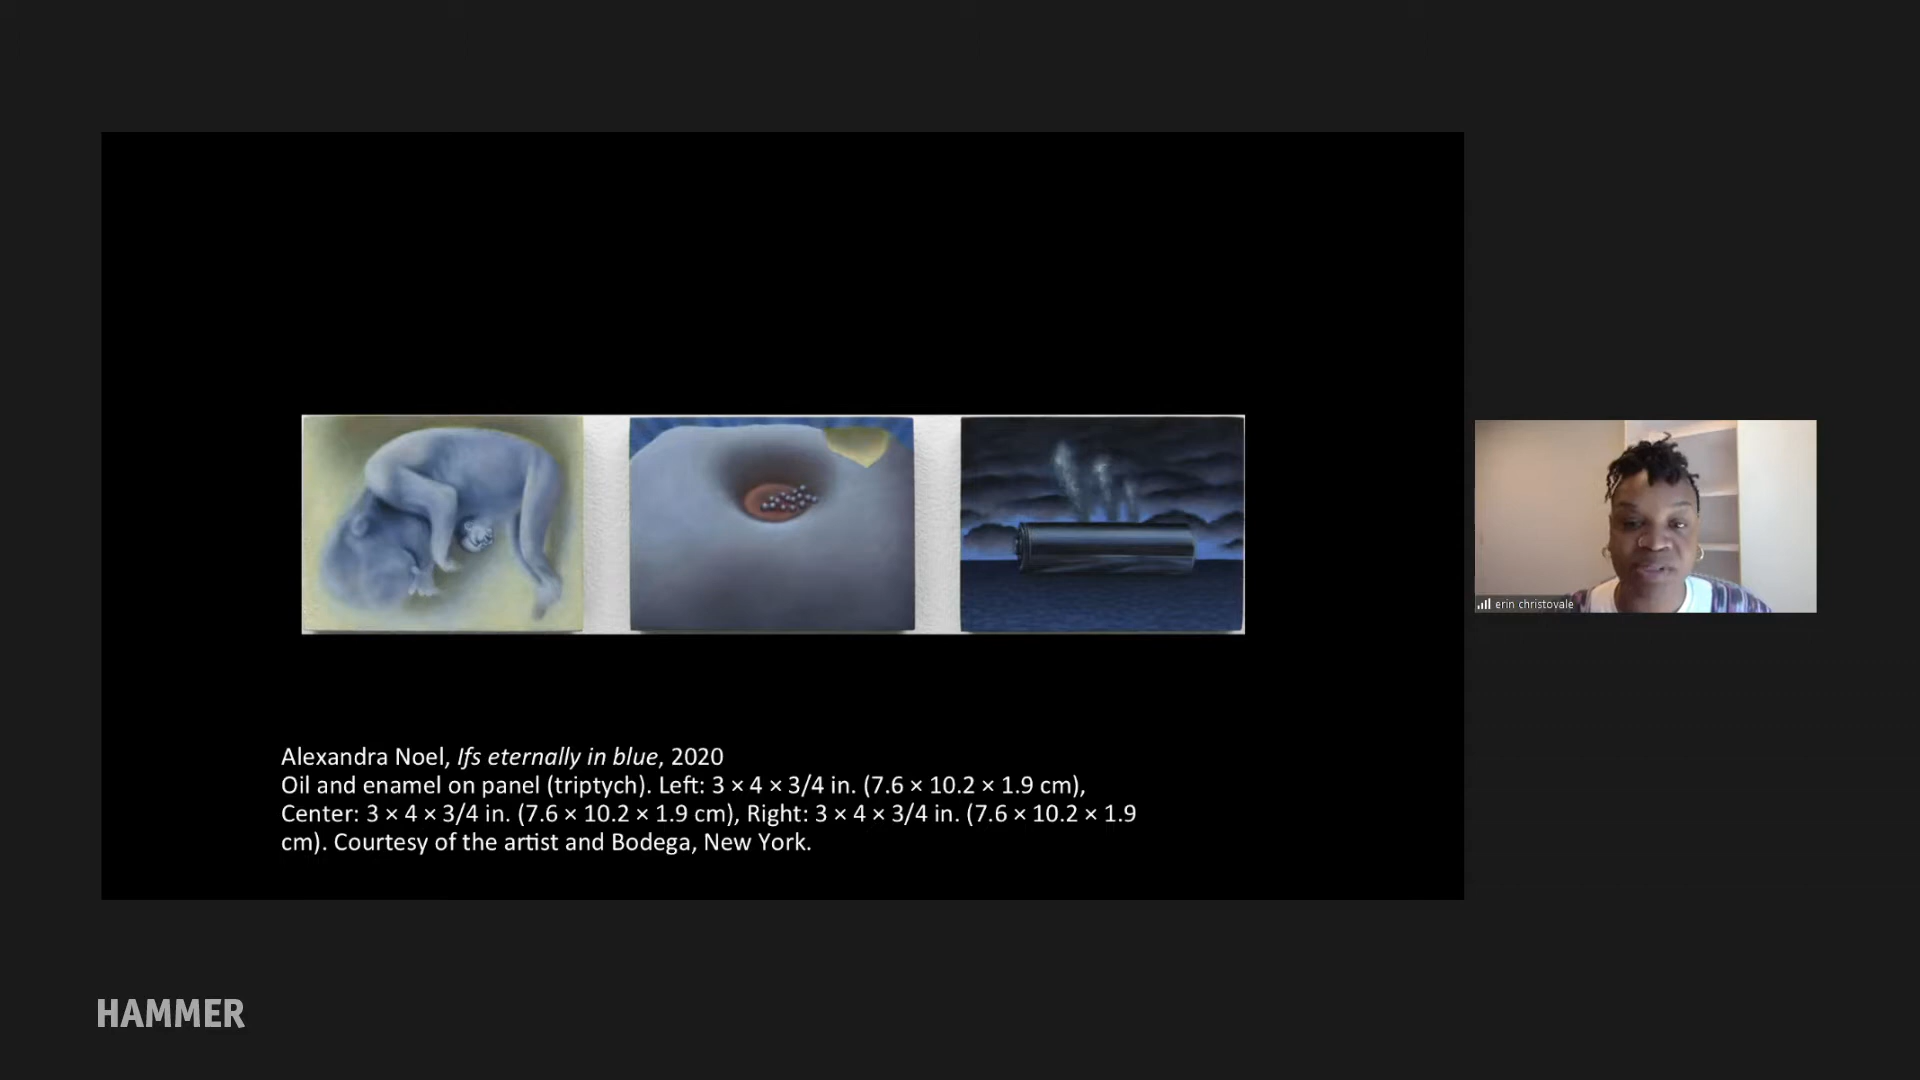 erin christovale
Alexandra Noel, Ifs eternally in blue, 2020
Oil and enamel on panel (triptych). Left: 3 × 4 × 3/4 in. (7.6 × 10.2 × 1.9 cm),
Center: 3 × 4 × 3/4 in. (7.6 × 10.2 × 1.9 cm), Right: 3 × 4 × 3/4 in. (7.6 × 10.2 × 1.9
cm). Courtesy of the artist and Bodega, New York.
HAMMER